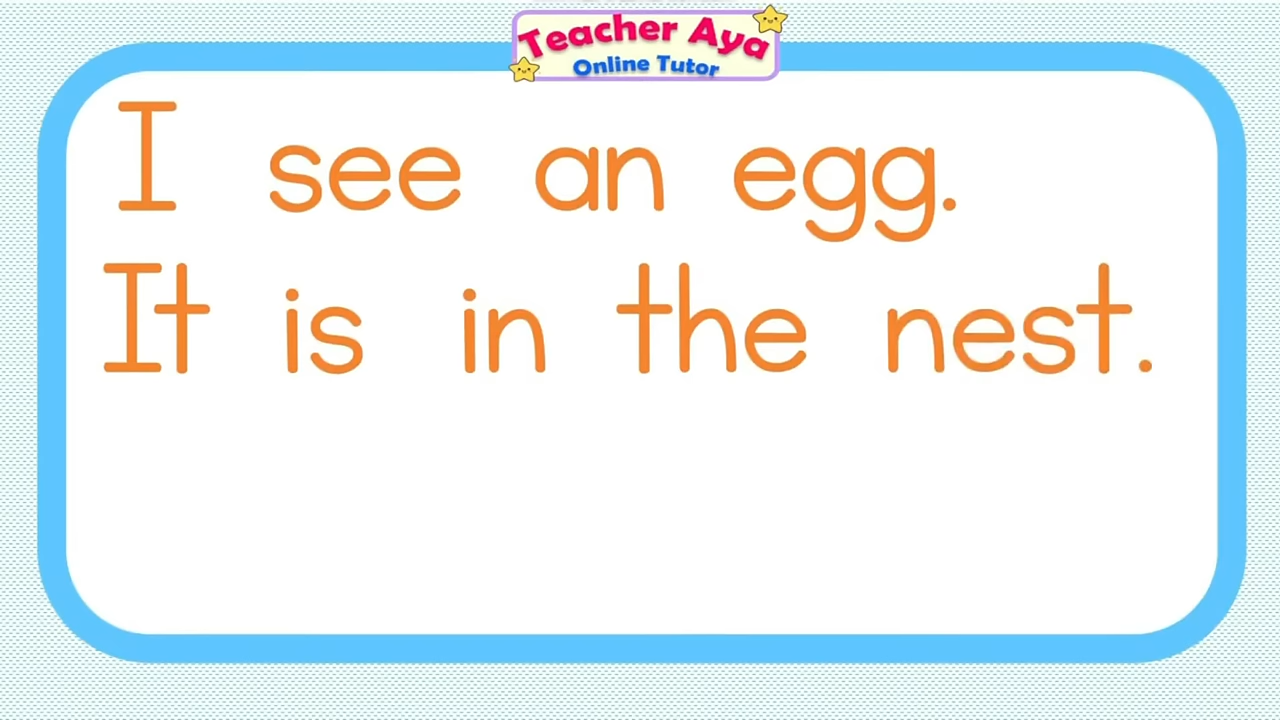 Teacher Aya
Online Tutor
I see an egg.
It is in the nest.